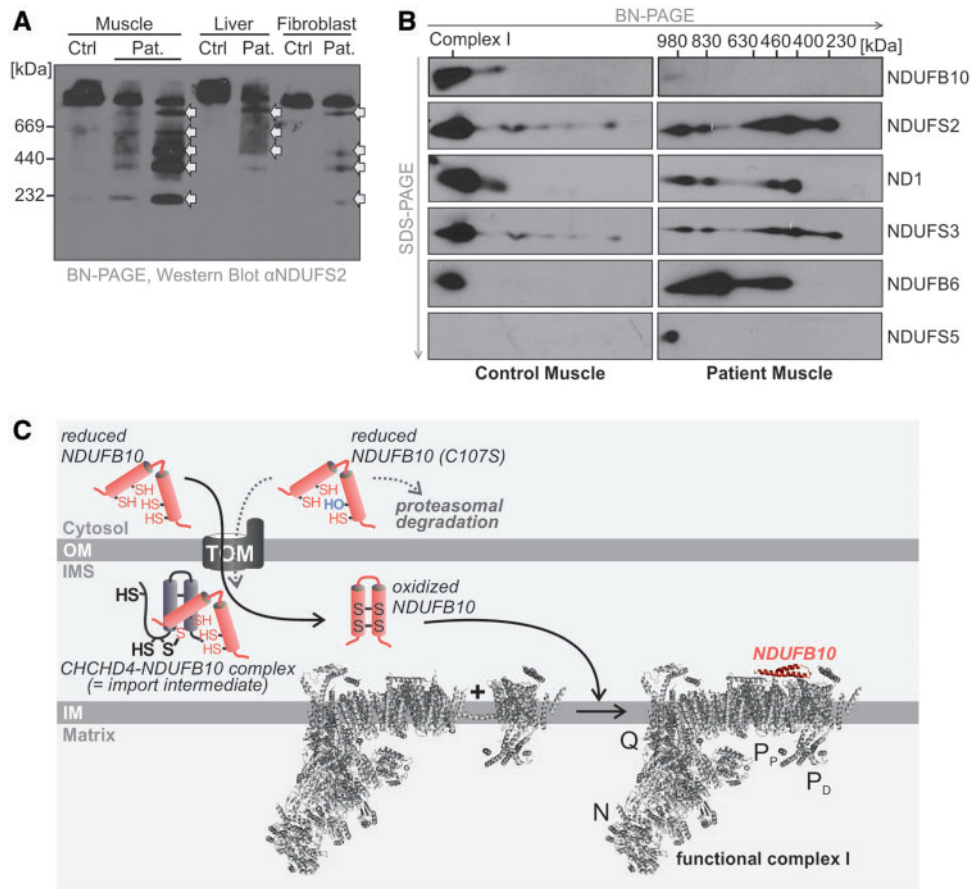 A
Muscle Liver Fibroblast
Ctrl Pat. Ctrl Pat. Ctrl Pat.
[kDa]
669
440
232
BN-PAGE, Western Blot αNDUFS2
B
BN-PAGE
Complex I
980 830 630 460 400 230 [kDa]
SDS-PAGE
NDUFB10
NDUFS2
ND1
NDUFS3
NDUFB6
NDUFS5
Control Muscle Patient Muscle
C
reduced
NDUFB10
SH
SH
HS
HS
reduced
NDUFB10 (C107S)
SH
SH
HO
HS
proteasomal
degradation
Cytosol
OM
IMS
TOM
HS
HS
S
S
SH
HS
HS
CHCHD4-NDUFB10 complex
(= import intermediate)
oxidized
NDUFB10
S S
S S
+
NDUFB10
IM
Matrix
Q
N
PP
PD
functional complex I